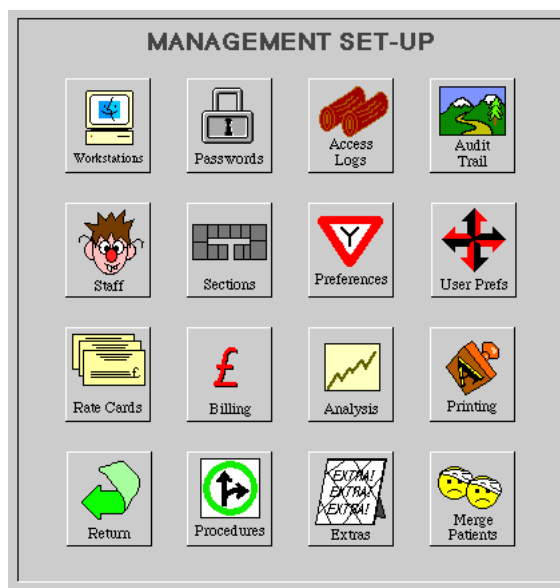 MANAGEMENT SET-UP
Workstations
Passwords
Access
Logs
Audit
Trail
Staff
Sections
Y
Preferences
User Prefs
£
Rate Cards
£
Billing
Analysis
Printing
Return
Procedures
EXTRA!
EXTRA!
EXTRA!
Extras
Merge
Patients